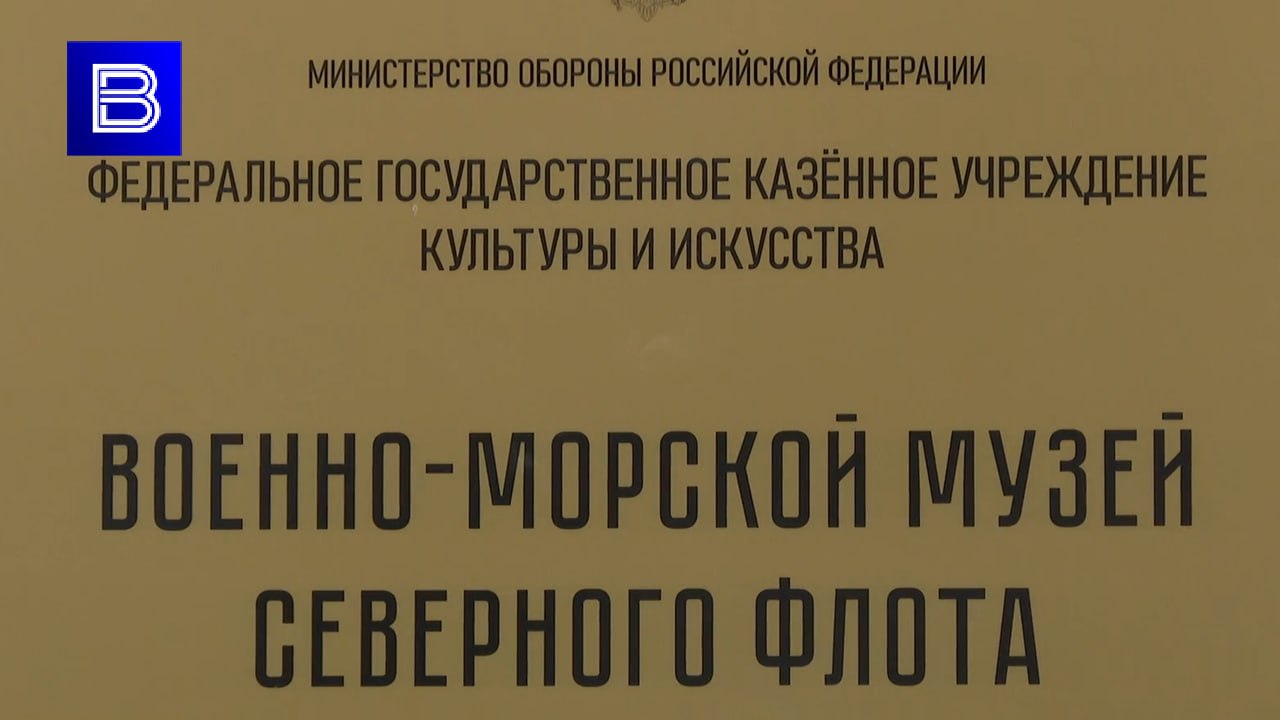 В
МИНИСТЕРСТВО ОБОРОНЫ РОССИЙСКОЙ ФЕДЕРАЦИИ
ФЕДЕРАЛЬНОЕ ГОСУДАРСТВЕННОЕ КАЗЁННОЕ УЧРЕЖДЕНИЕ
КУЛЬТУРЫ И ИСКУССТВА
ВОЕННО-МОРСКОЙ МУЗЕЙ
СЕВЕРНОГО ФЛОТА